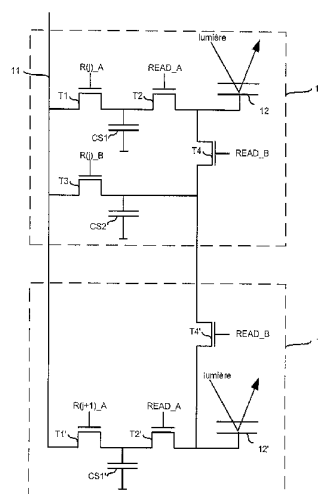 lumière
11
R(j)_A
READ_A
1
T1
T2
12
CS1
R(j)_B
T4
READ_B
T3
CS2
T4'
READ_B
lumière
R(j+1)_A
READ_A
T1'
T2'
12'
CS1'